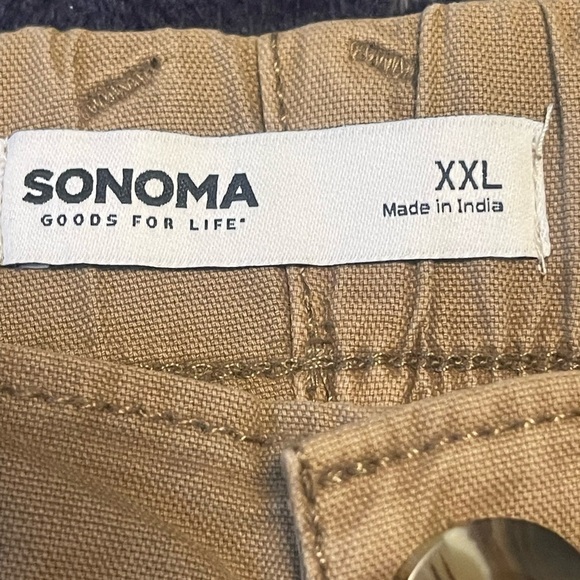 SONOMA
GOODS FOR LIFE®
XXL
Made in India